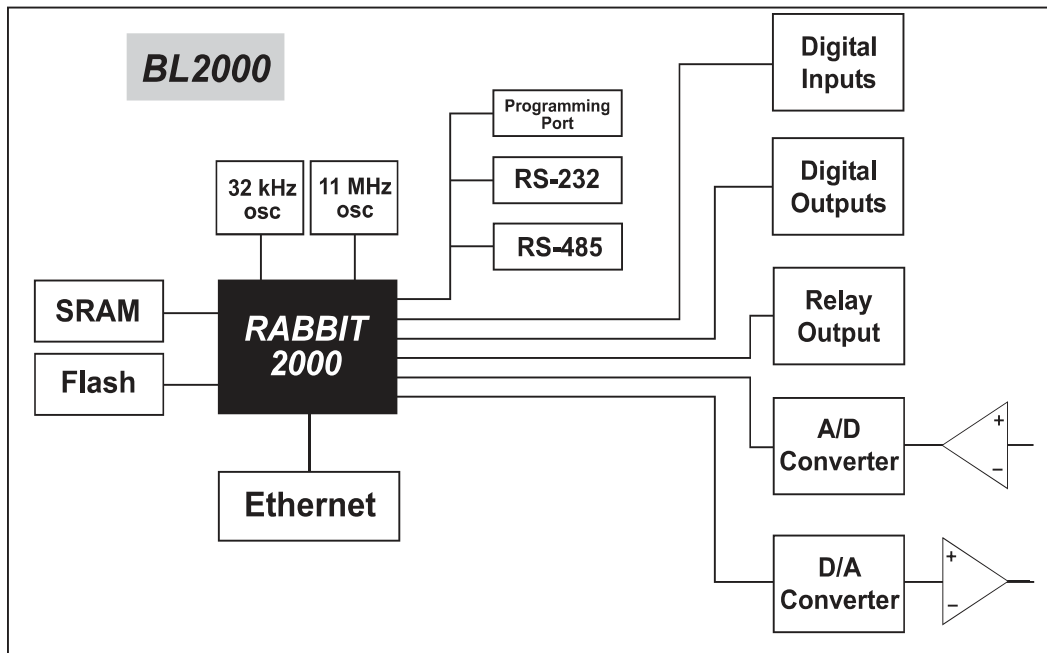 BL2000
Digital
Inputs
Programming
Port
RS-232
RS-485
Digital
Outputs
32 kHz
osc
11 MHz
osc
SRAM
Flash
RABBIT
2000
Relay
Output
A/D
Converter
+
−
Ethernet
D/A
Converter
+
−